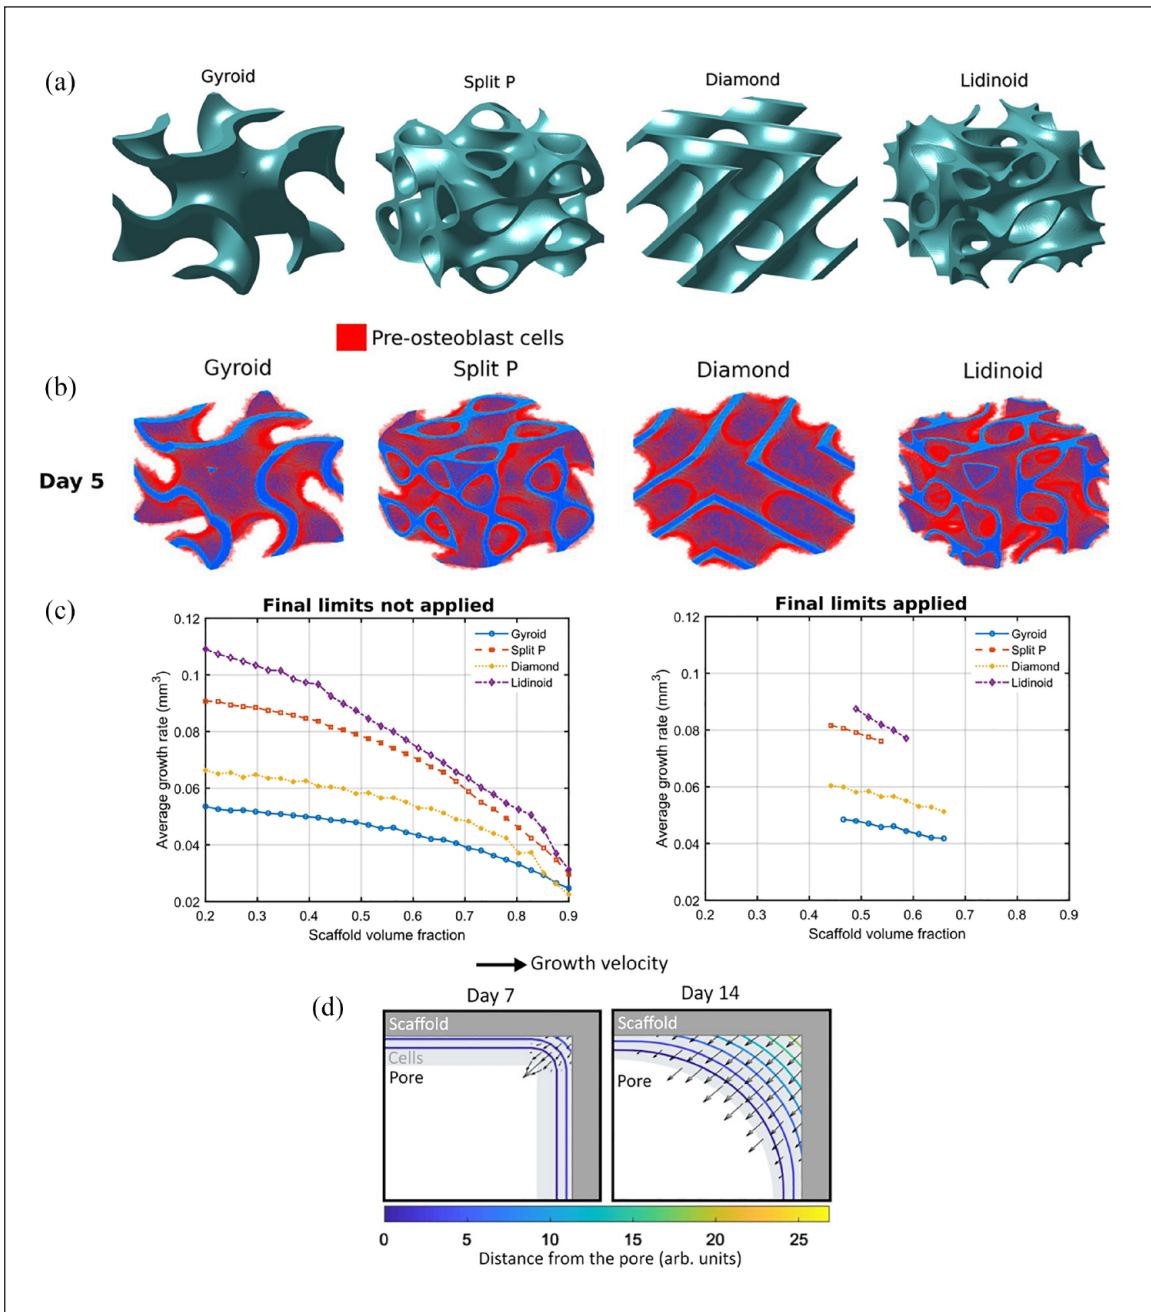 (a)
Gyroid
Split P
Diamond
Lidinoid
Pre-osteoblast cells
(b)
Gyroid
Split P
Diamond
Lidinoid
Day 5
(c)
Final limits not applied
Average growth rate (mm3)
0.12
0.1
0.08
0.06
0.04
0.02
Gyroid
Split P
Diamond
Lidinoid
0.2 0.3 0.4 0.5 0.6 0.7 0.8 0.9
Scaffold volume fraction
Final limits applied
Average growth rate (mm3)
0.12
0.1
0.08
0.06
0.04
0.02
Gyroid
Split P
Diamond
Lidinoid
0.2 0.3 0.4 0.5 0.6 0.7 0.8 0.9
Scaffold volume fraction
Growth velocity
(d)
Day 7
Scaffold
Cells
Pore
Day 14
Scaffold
Pore
0 5 10 15 20 25
Distance from the pore (arb. units)